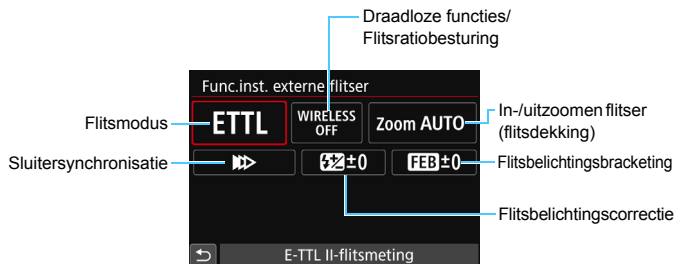 Draadloze functies/
Flitsratiobesturing
Func.inst. externe flitser
Flitsmodus
ETTL
WIRELESS
OFF
Zoom AUTO
In-/uitzoomen flitser
(flitsdekking)
Sluitersynchronisatie
±0
FEB±0
Flitsbelichtingsbracketing
Flitsbelichtingscorrectie
E-TTL II-flitsmeting